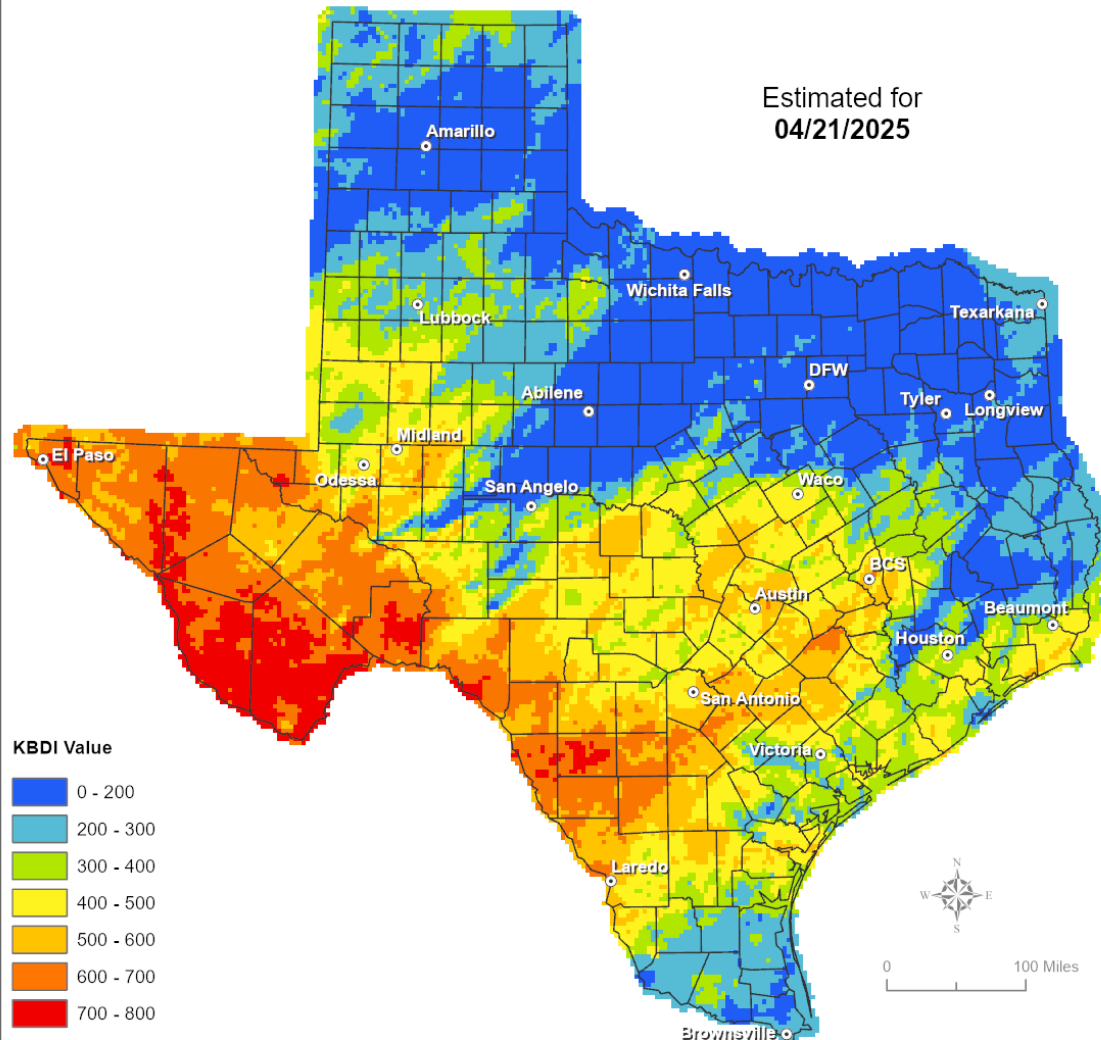 Estimated for
04/21/2025
Amarillo
Wichita Falls
Texarkana
Lubbock
DFW
Abilene
Tyler
Longview
Midland
El Paso
Odessa
San Angelo
Waco
BCS
Austin
Beaumont
Houston
San Antonio
Victoria
KBDI Value
0 - 200
200 - 300
300 - 400
400 - 500
500 - 600
600 - 700
700 - 800
Laredo
N
W E
S
0 100 Miles
Brownsville